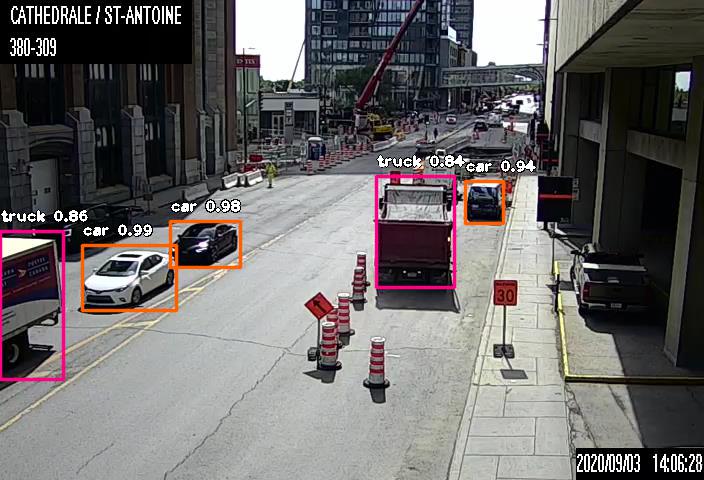 CATHEDRALE / ST-ANTOINE
380-309
truck 0.84
car 0.94
car 0.98
truck 0.86
car 0.99
30
2020/09/03 14:06:28